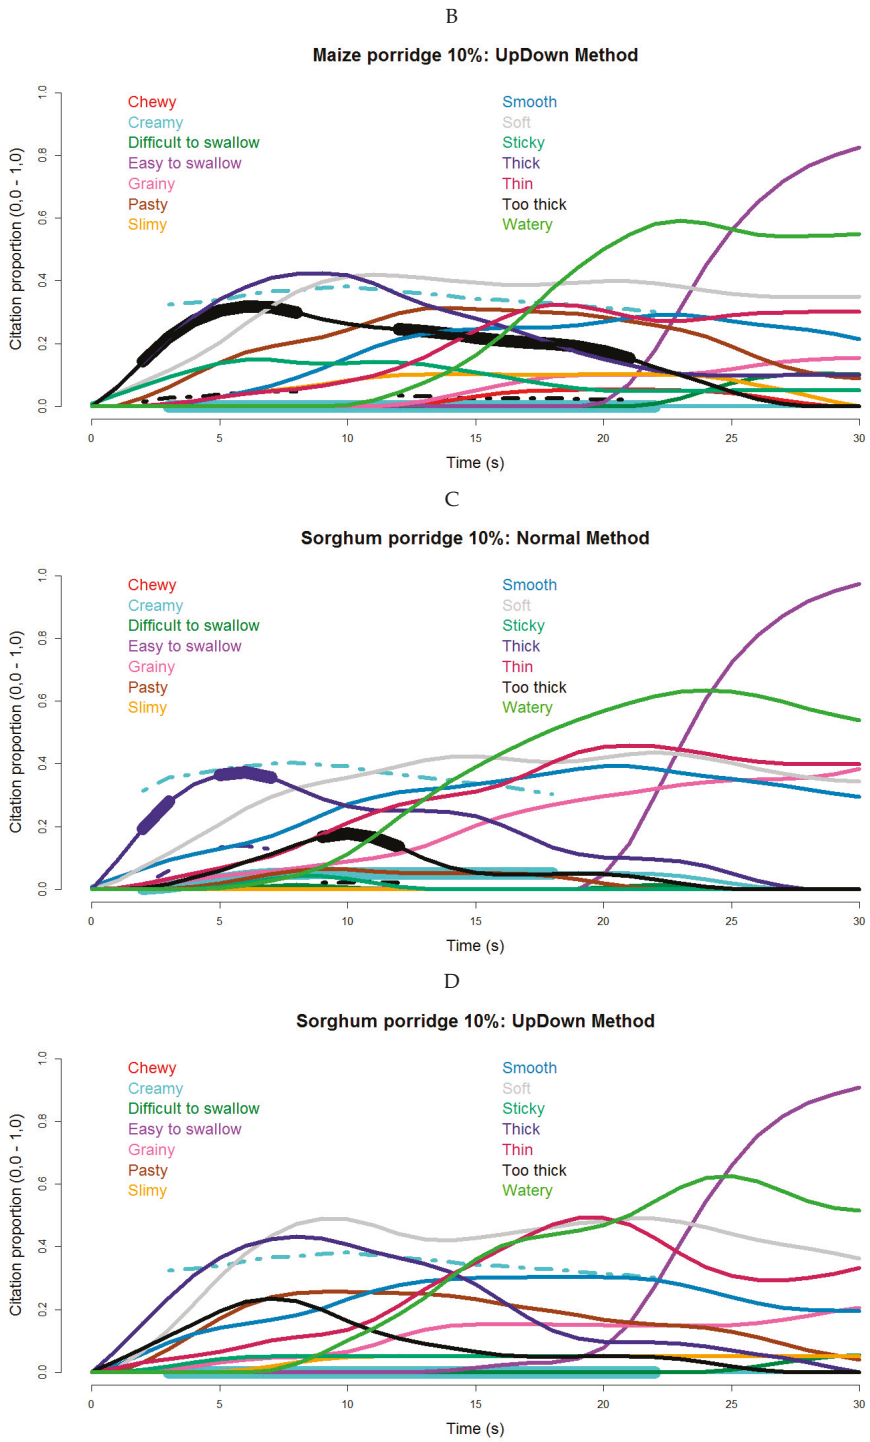 B
Maize porridge 10%: UpDown Method
Citation proportion (0,0 - 1,0)
1.0
0.8
0.6
0.4
0.2
0.0
Chewy
Creamy
Difficult to swallow
Easy to swallow
Grainy
Pasty
Slimy
Smooth
Soft
Sticky
Thick
Thin
Too thick
Watery
0 5 10 15 20 25 30
Time (s)
C
Sorghum porridge 10%: Normal Method
Citation proportion (0,0 - 1,0)
1.0
0.8
0.6
0.4
0.2
0.0
Chewy
Creamy
Difficult to swallow
Easy to swallow
Grainy
Pasty
Slimy
Smooth
Soft
Sticky
Thick
Thin
Too thick
Watery
0 5 10 15 20 25 30
Time (s)
D
Sorghum porridge 10%: UpDown Method
Citation proportion (0,0 - 1,0)
1.0
0.8
0.6
0.4
0.2
0.0
Chewy
Creamy
Difficult to swallow
Easy to swallow
Grainy
Pasty
Slimy
Smooth
Soft
Sticky
Thick
Thin
Too thick
Watery
0 5 10 15 20 25 30
Time (s)